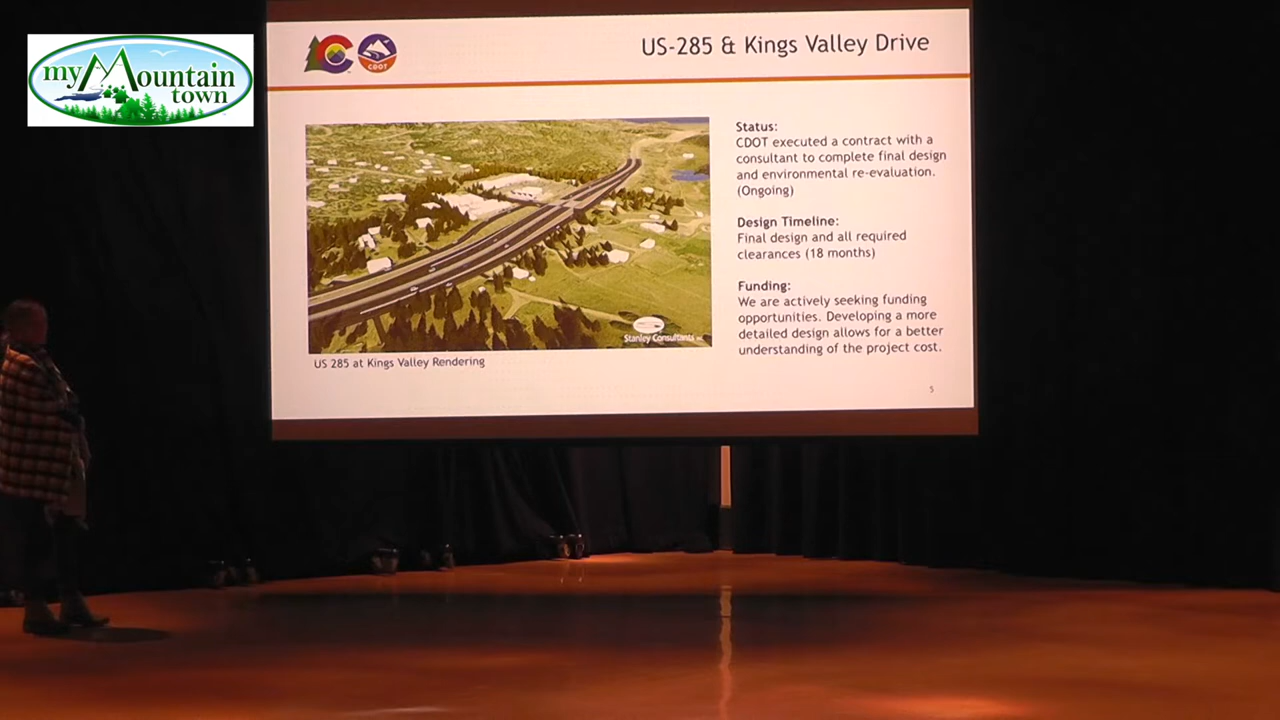 my Mountain
town
CDOT
US-285 & Kings Valley Drive
Status:
CDOT executed a contract with a
consultant to complete final design
and environmental re-evaluation.
(Ongoing)
Design Timeline:
Final design and all required
clearances (18 months)
Funding:
We are actively seeking funding
opportunities. Developing a more
detailed design allows for a better
understanding of the project cost.
Stanley Consultants
US 285 at Kings Valley Rendering
5